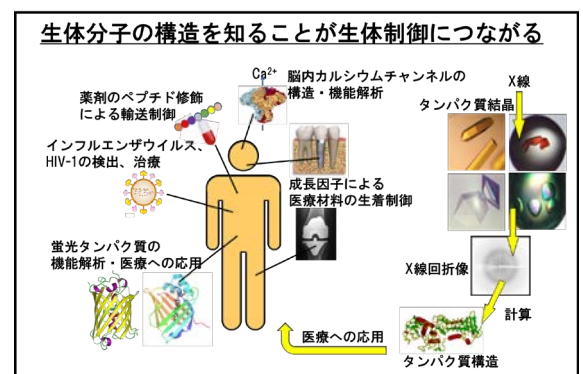 生体分子の構造を知ることが生体制御につながる
Ca²⁺
脳内カルシウムチャンネルの
構造・機能解析
薬剤のペプチド修飾
による輸送制御
インフルエンザウイルス、
HIV-1の検出、治療
成長因子による
医療材料の生着制御
蛍光タンパク質の
機能解析・医療への応用
X線
タンパク質結晶
X線回折像
計算
タンパク質構造
医療への応用